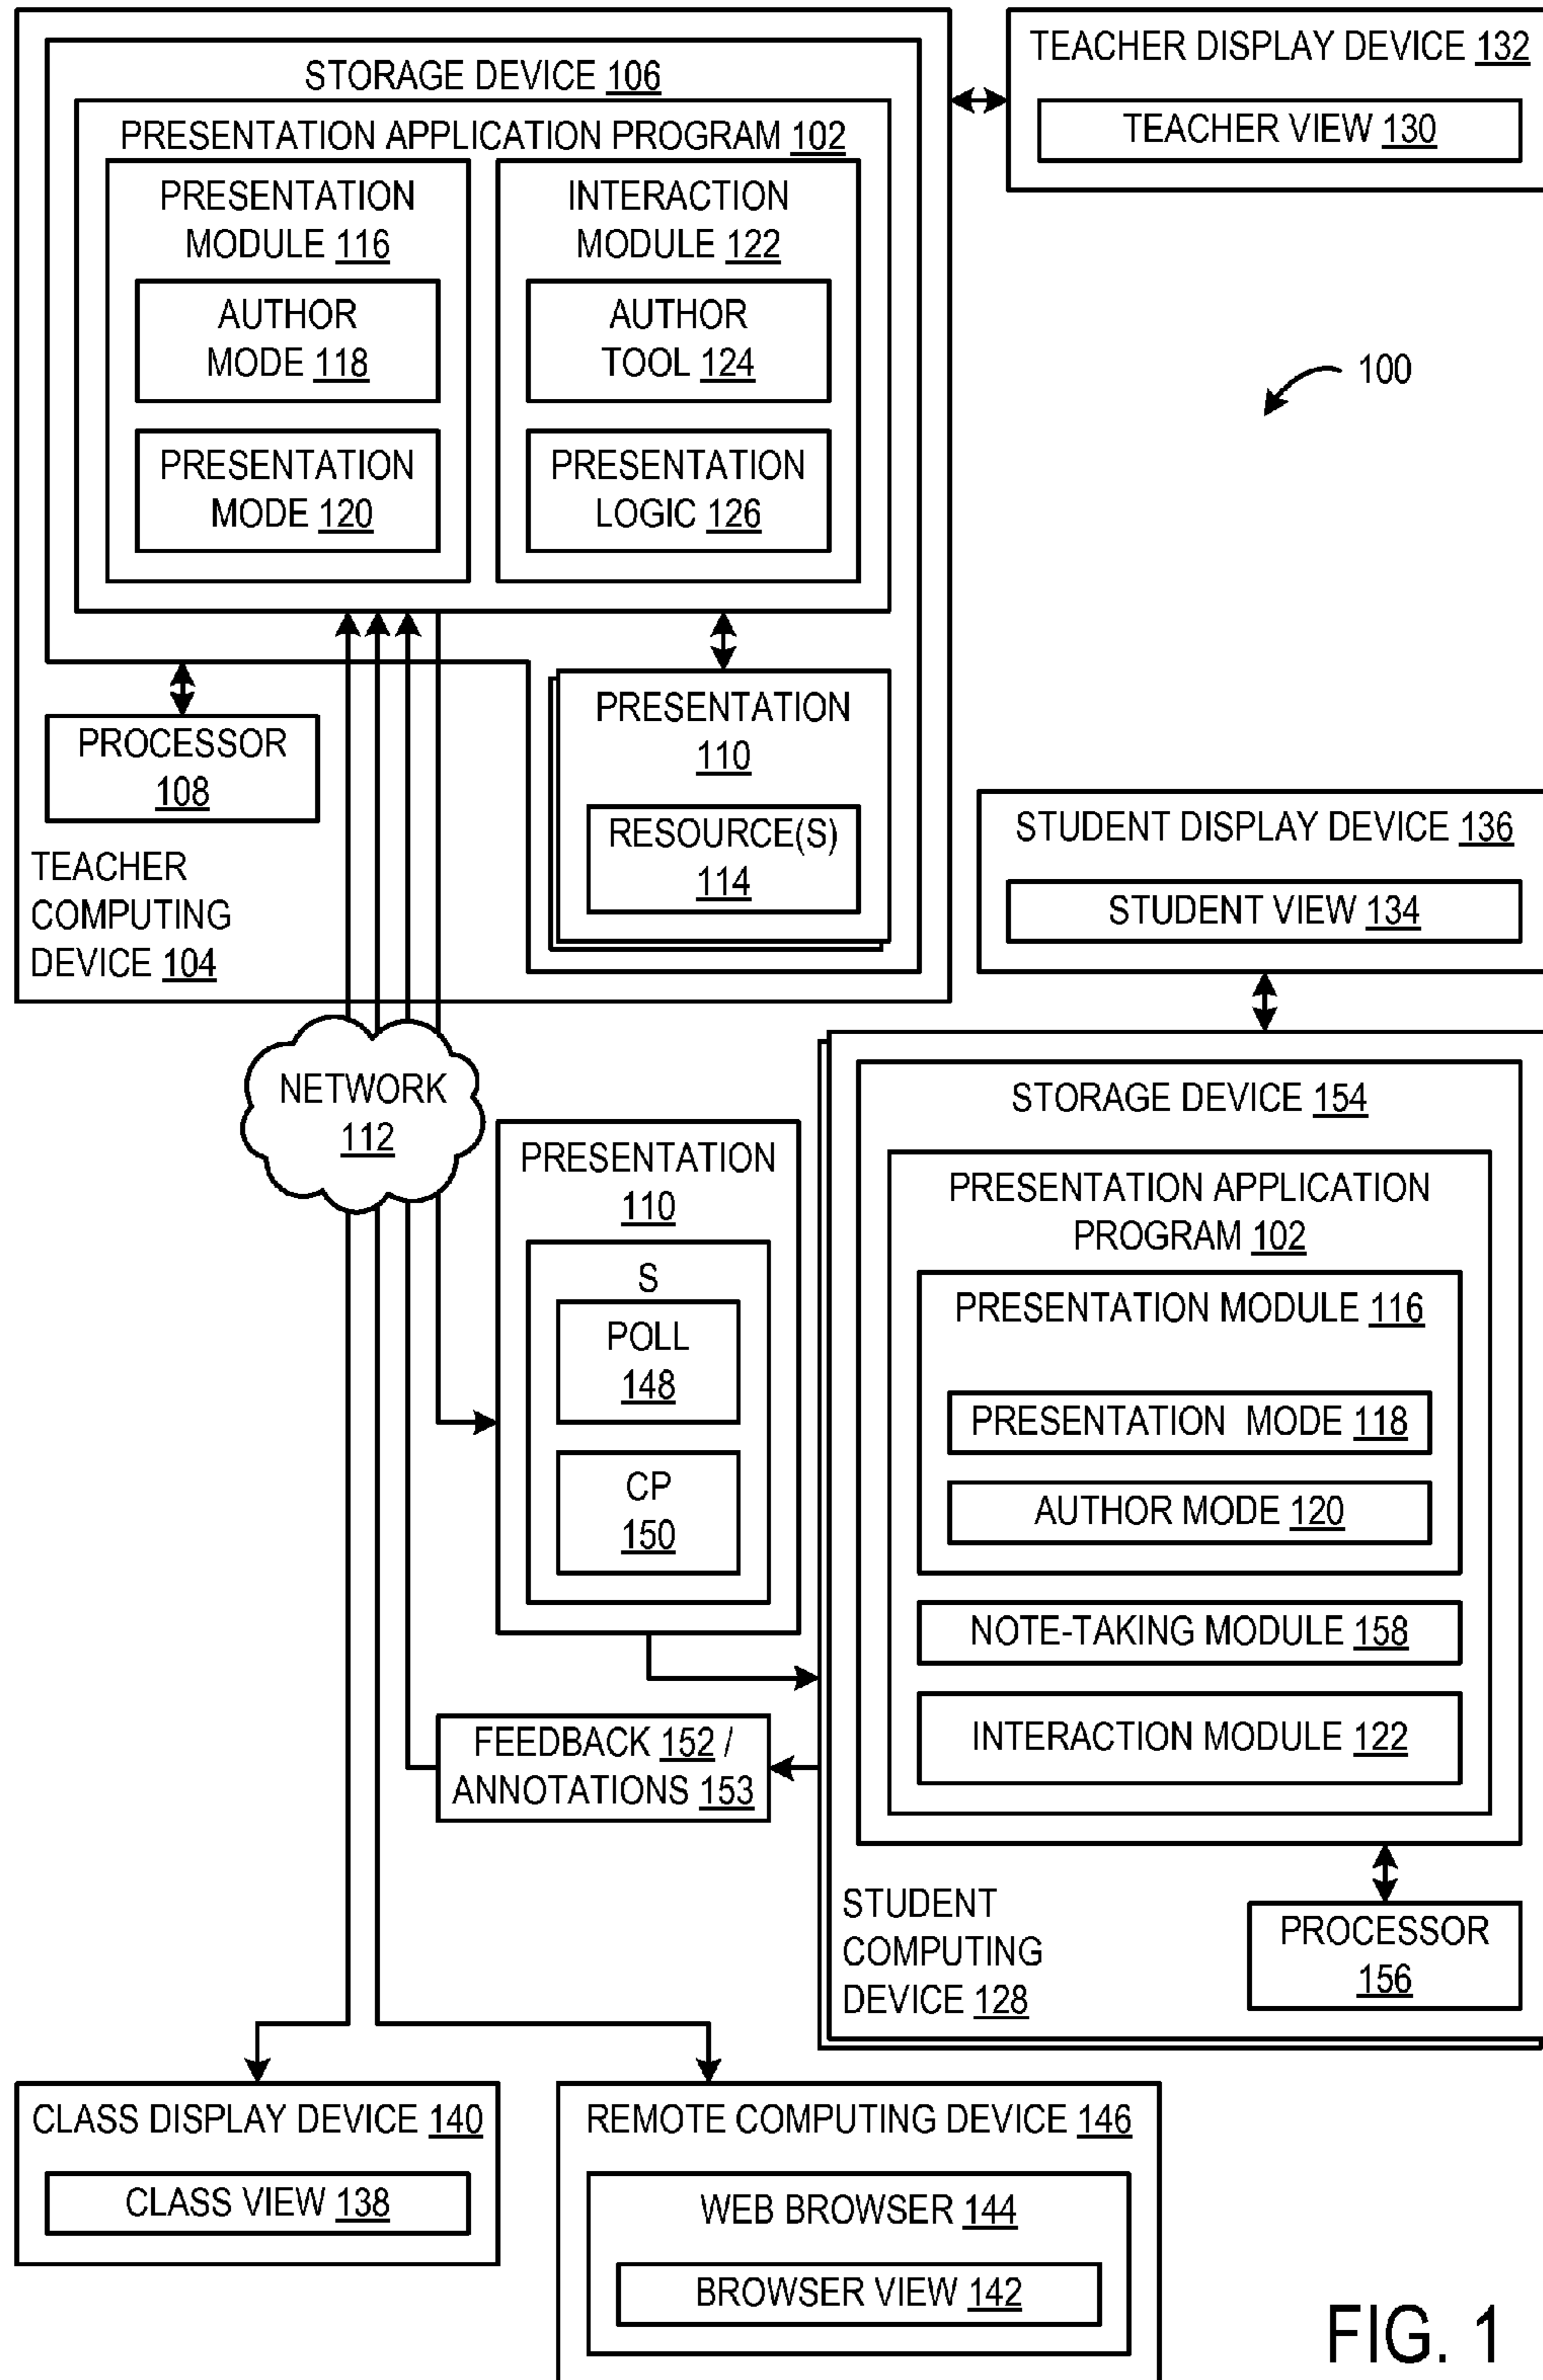 STORAGE DEVICE 106
PRESENTATION APPLICATION PROGRAM 102
PRESENTATION
MODULE 116
AUTHOR
MODE 118
PRESENTATION
MODE 120
INTERACTION
MODULE 122
AUTHOR
TOOL 124
PRESENTATION
LOGIC 126
TEACHER DISPLAY DEVICE 132
TEACHER VIEW 130
100
PROCESSOR
108
PRESENTATION
110
RESOURCE(S)
114
TEACHER
COMPUTING
DEVICE 104
STUDENT DISPLAY DEVICE 136
STUDENT VIEW 134
NETWORK
112
PRESENTATION
110
S
POLL
148
CP
150
STORAGE DEVICE 154
PRESENTATION APPLICATION
PROGRAM 102
PRESENTATION MODULE 116
PRESENTATION MODE 118
AUTHOR MODE 120
NOTE-TAKING MODULE 158
INTERACTION MODULE 122
FEEDBACK 152 /
ANNOTATIONS 153
STUDENT
COMPUTING
DEVICE 128
PROCESSOR
156
CLASS DISPLAY DEVICE 140
CLASS VIEW 138
REMOTE COMPUTING DEVICE 146
WEB BROWSER 144
BROWSER VIEW 142
FIG. 1